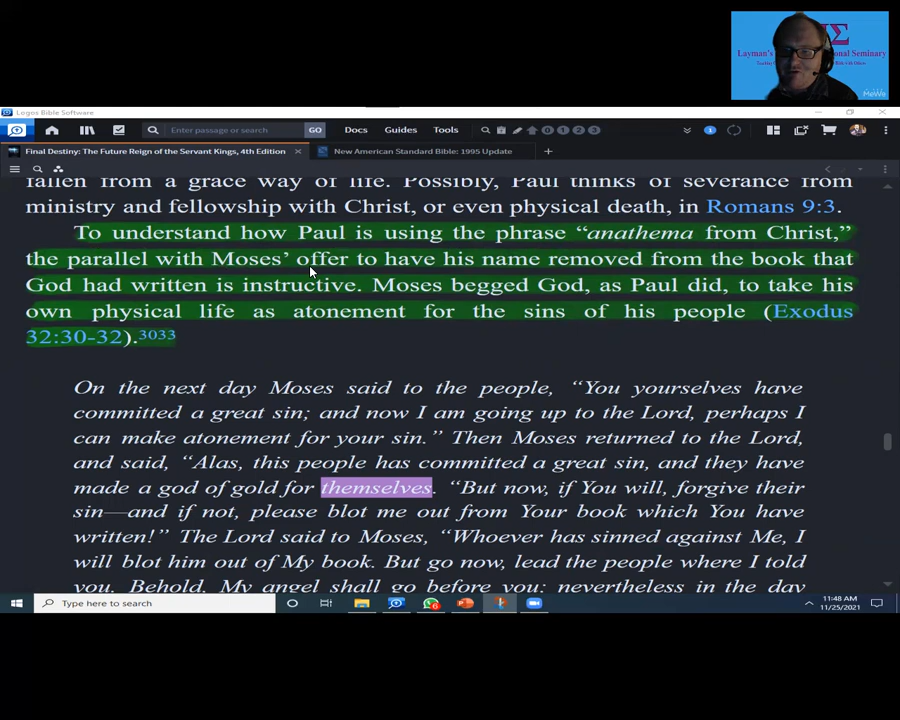 Layman's
onal Seminary
MeWe
Logos Bible Software
Enter passage or search
GO
Docs
Guides
Tools
0
1
2
3
Final Destiny: The Future Reign of the Servant Kings, 4th Edition
New American Standard Bible: 1995 Update
fallen from a grace way of life. Possibly, Paul thinks of severance from
ministry and fellowship with Christ, or even physical death, in Romans 9:3.
To understand how Paul is using the phrase “anathema from Christ,”
the parallel with Moses’ offer to have his name removed from the book that
God had written is instructive. Moses begged God, as Paul did, to take his
own physical life as atonement for the sins of his people (Exodus
32:30-32).3033
On the next day Moses said to the people, “You yourselves have
committed a great sin; and now I am going up to the Lord, perhaps I
can make atonement for your sin.” Then Moses returned to the Lord,
and said, “Alas, this people has committed a great sin, and they have
made a god of gold for themselves. “But now, if You will, forgive their
sin—and if not, please blot me out from Your book which You have
written!” The Lord said to Moses, “Whoever has sinned against Me, I
will blot him out of My book. But go now, lead the people where I told
you. Behold, My angel shall go before you; nevertheless in the day
Type here to search
11:48 AM
11/25/2021